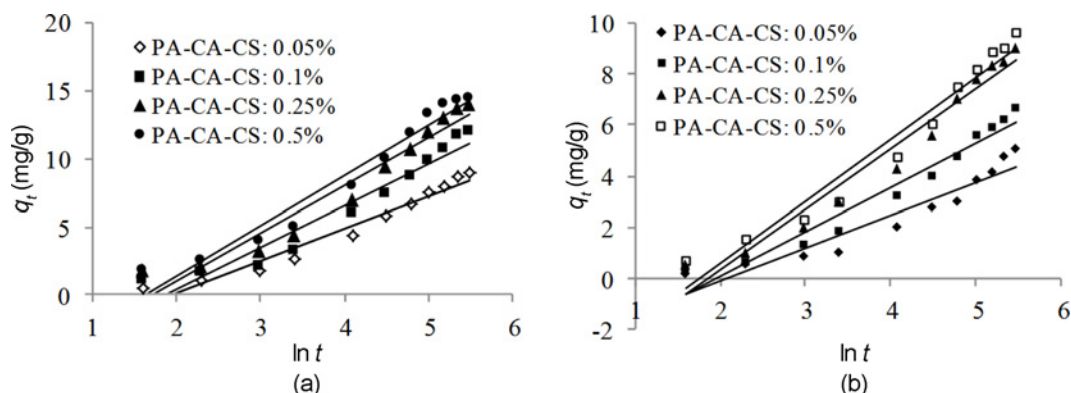 PA-CA-CS: 0.05%
PA-CA-CS: 0.1%
PA-CA-CS: 0.25%
PA-CA-CS: 0.5%
20
15
10
5
0
1 2 3 4 5 6
qt (mg/g)
ln t
(a)
PA-CA-CS: 0.05%
PA-CA-CS: 0.1%
PA-CA-CS: 0.25%
PA-CA-CS: 0.5%
10
8
6
4
2
0
-2
1 2 3 4 5 6
qt (mg/g)
ln t
(b)